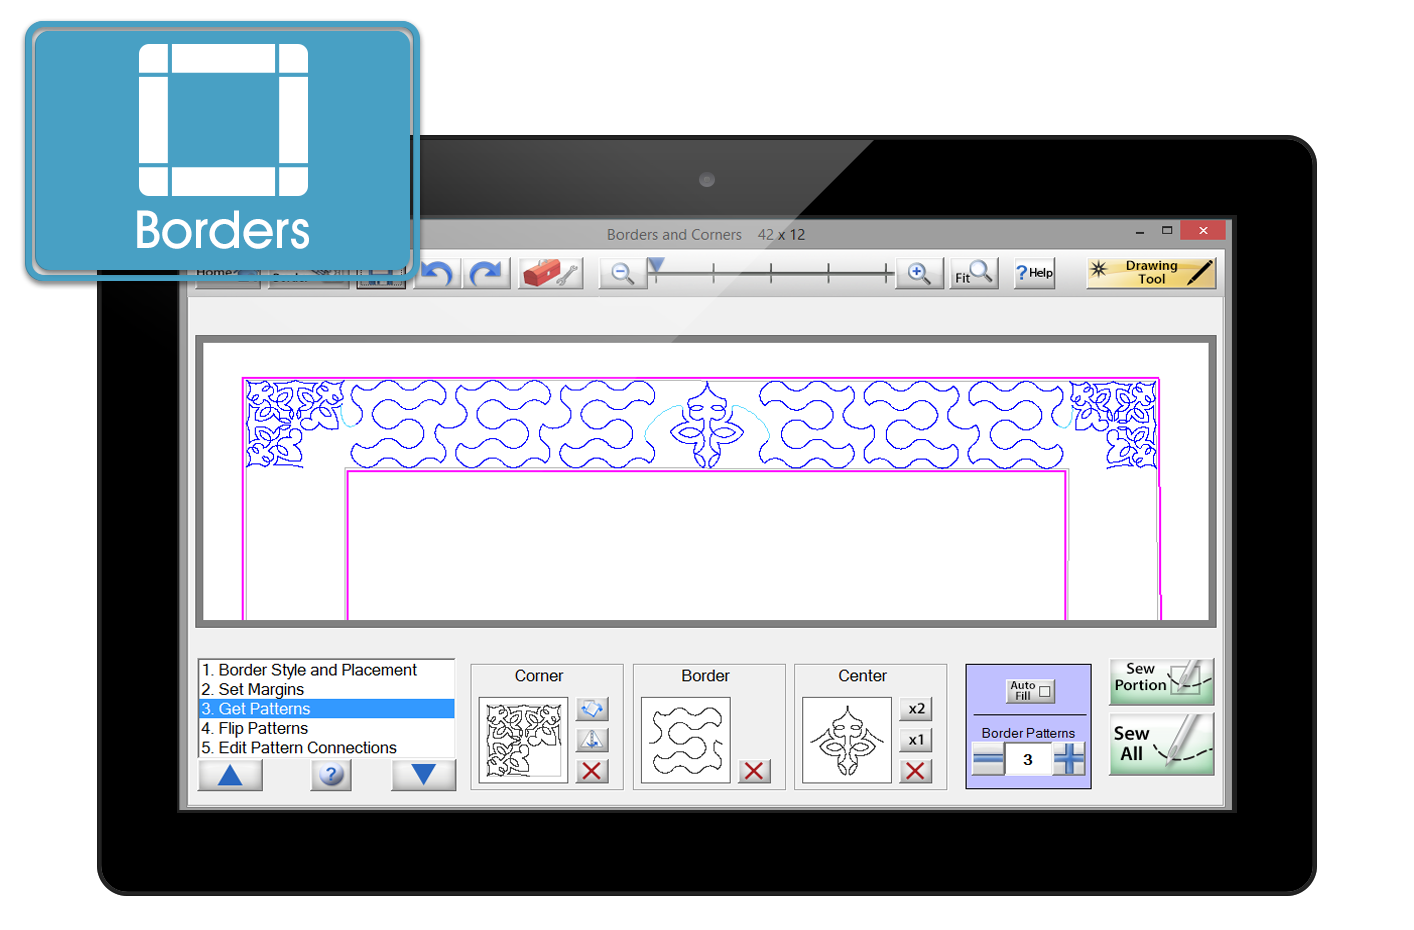 Borders
Borders and Corners 42 x 12
Home
Fit
? Help
Drawing
Tool
1. Border Style and Placement
2. Set Margins
3. Get Patterns
4. Flip Patterns
5. Edit Pattern Connections
?
Corner
Border
Center
x2
x1
Auto
Fill
Border Patterns
3
Sew
Portion
Sew
All